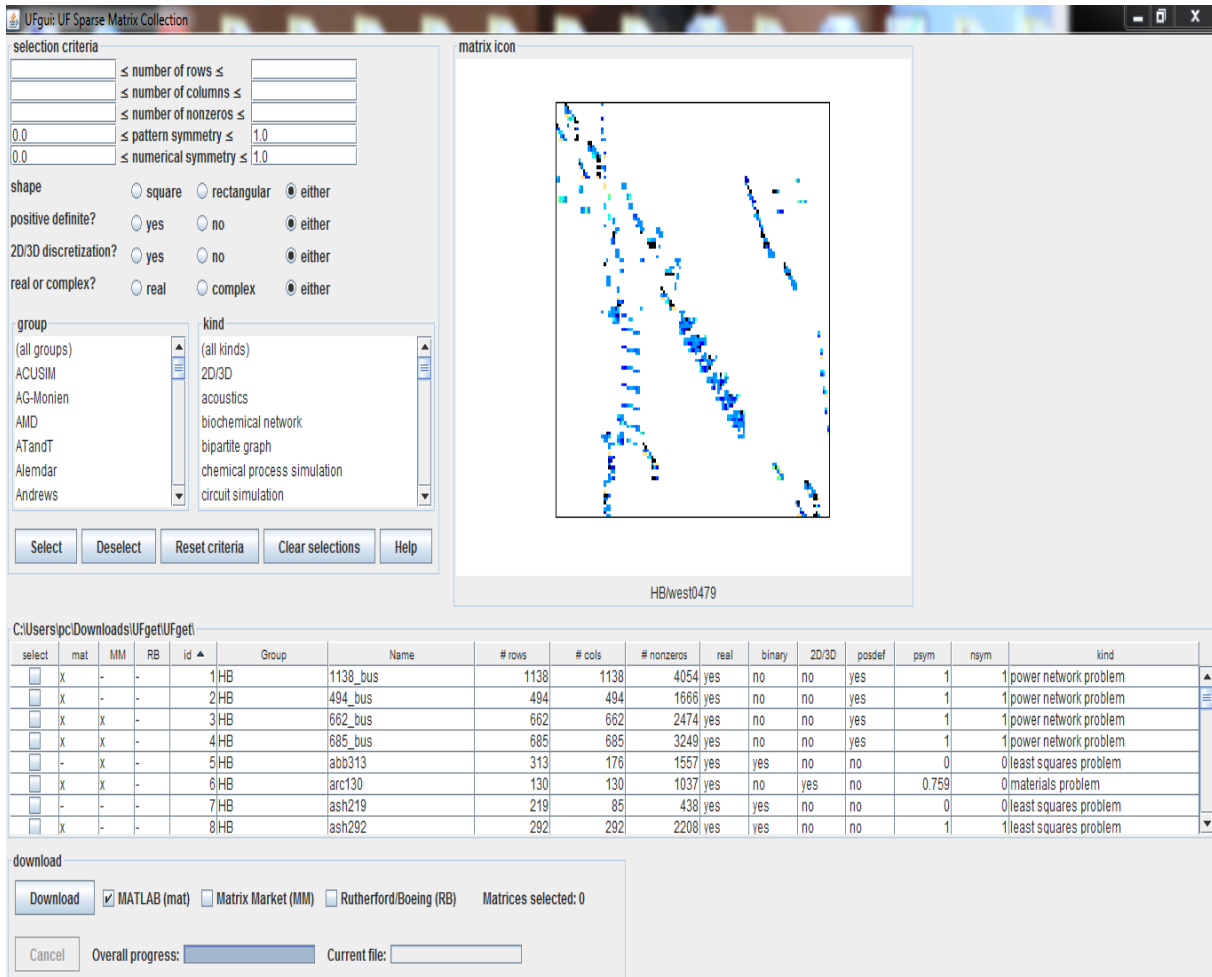 UFgui: UF Sparse Matrix Collection
selection criteria
≤ number of rows ≤
≤ number of columns ≤
≤ number of nonzeros ≤
0.0 ≤ pattern symmetry ≤ 1.0
0.0 ≤ numerical symmetry ≤ 1.0
shape square rectangular either
positive definite? yes no either
2D/3D discretization? yes no either
real or complex? real complex either
group
(all groups)
ACUSIM
AG-Monien
AMD
ATandT
Alemdar
Andrews
kind
(all kinds)
2D/3D
acoustics
biochemical network
bipartite graph
chemical process simulation
circuit simulation
Select Deselect Reset criteria Clear selections Help
matrix icon
HB/west0479
C:\Users\pc\Downloads\UFget\UFget\
select mat MM RB id Group Name # rows # cols # nonzeros real binary 2D/3D posdef psym nsym kind
x - - 1 HB 1138_bus 1138 1138 4054 yes no no yes 1 1 power network problem
x - - 2 HB 494_bus 494 494 1666 yes no no yes 1 1 power network problem
x x - 3 HB 662_bus 662 662 2474 yes no no yes 1 1 power network problem
x x - 4 HB 685_bus 685 685 3249 yes no no yes 1 1 power network problem
- x - 5 HB abb313 313 176 1557 yes yes no no 0 0 least squares problem
x x - 6 HB arc130 130 130 1037 yes no yes no 0.759 0 materials problem
- - - 7 HB ash219 219 85 438 yes yes no no 0 0 least squares problem
x - - 8 HB ash292 292 292 2208 yes yes no no 1 1 least squares problem
download
Download MATLAB (mat) Matrix Market (MM) Rutherford/Boeing (RB) Matrices selected: 0
Cancel Overall progress: Current file: